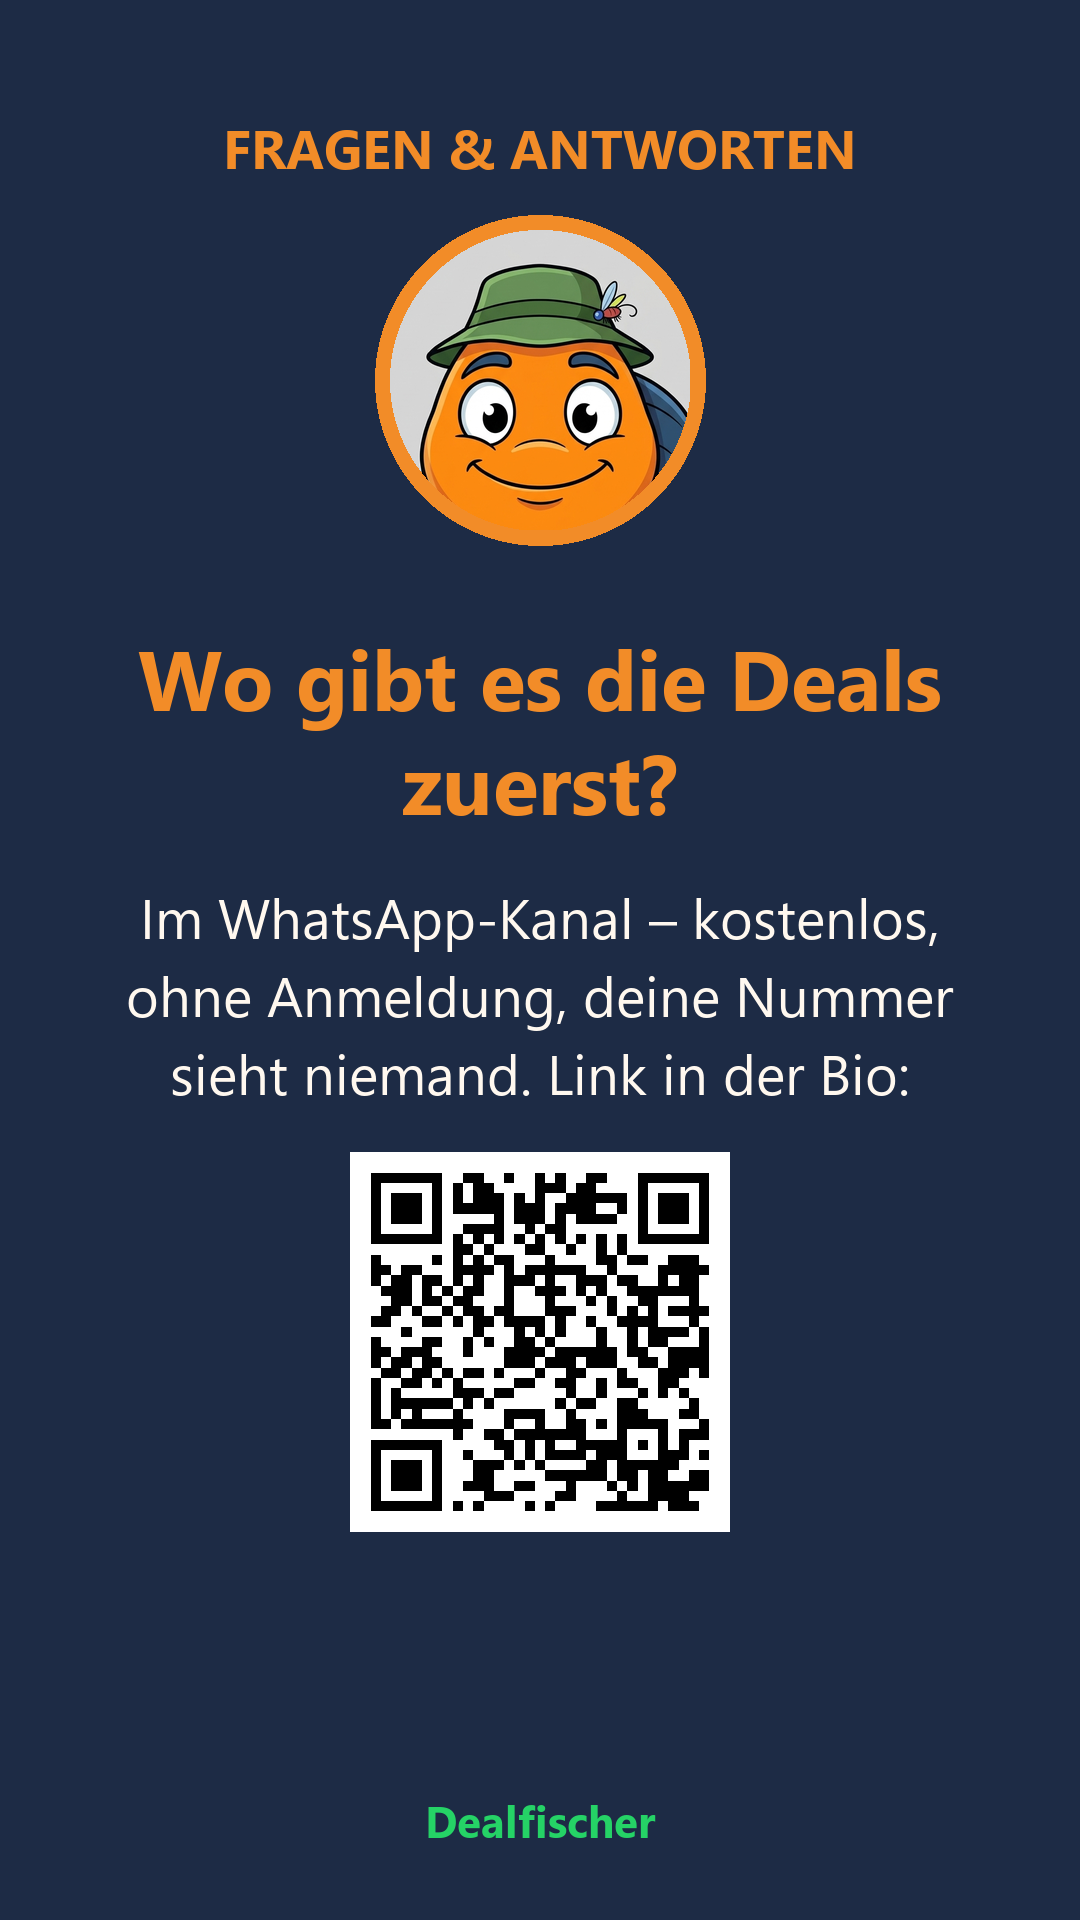 FRAGEN & ANTWORTEN
Wo gibt es die Deals
zuerst?
Im WhatsApp-Kanal – kostenlos,
ohne Anmeldung, deine Nummer
sieht niemand. Link in der Bio:
Dealfischer